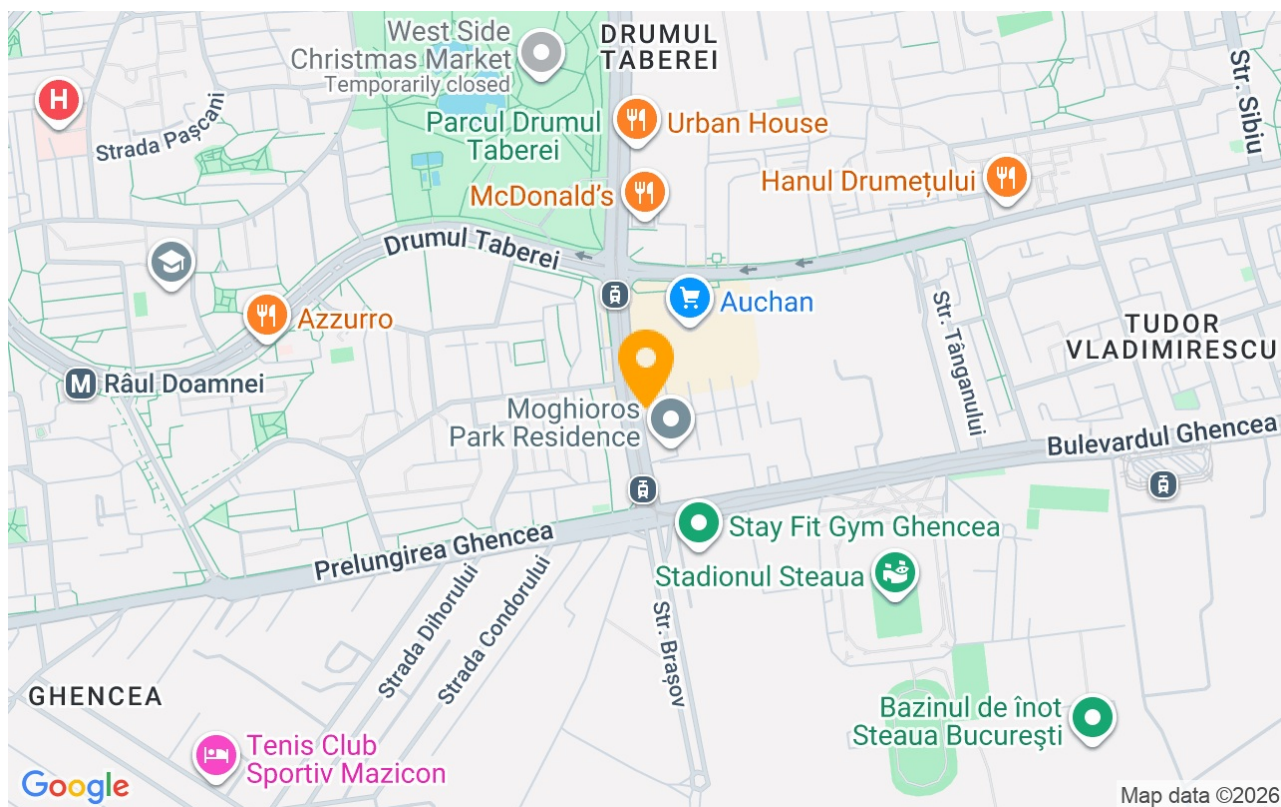 West Side
Christmas Market
Temporarily closed
DRUMUL
TABEREI
Str. Sibiu
H
Strada Pașcani
Parcul Drumul
Taberei
Urban House
McDonald's
Hanul Drumețului
Drumul Taberei
Auchan
Azzurro
Str. Tânganului
TUDOR
VLADIMIRESCU
M
Râul Doamnei
Moghioros
Park Residence
Bulevardul Ghencea
Prelungirea Ghencea
Stay Fit Gym Ghencea
Stadionul Steaua
Strada Dihorului
Strada Condorului
Str. Brașov
GHENCEA
Bazinul de înot
Steaua Bucureşti
Tenis Club
Sportiv Mazicon
Google
Map data ©2026